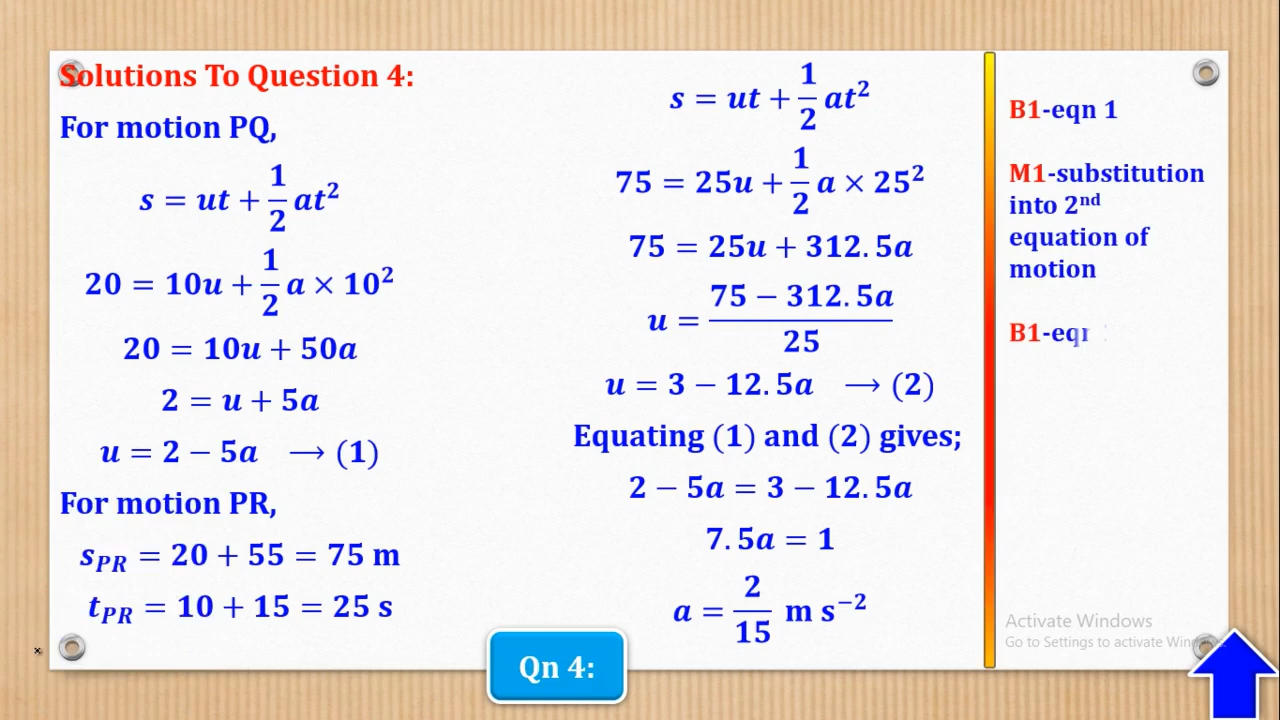 Solutions To Question 4:
For motion PQ,
s = ut + 1/2 at²
20 = 10u + 1/2 a × 10²
20 = 10u + 50a
2 = u + 5a
u = 2 − 5a → (1)
For motion PR,
s_PR = 20 + 55 = 75 m
t_PR = 10 + 15 = 25 s
s = ut + 1/2 at²
75 = 25u + 1/2 a × 25²
75 = 25u + 312.5a
u = (75 − 312.5a)/25
u = 3 − 12.5a → (2)
Equating (1) and (2) gives;
2 − 5a = 3 − 12.5a
7.5a = 1
a = 2/15 m s⁻²
B1-eqn 1
M1-substitution
into 2ⁿᵈ
equation of
motion
B1-
Activate Windows
Go to Settings to activate Windows.
Qn 4: